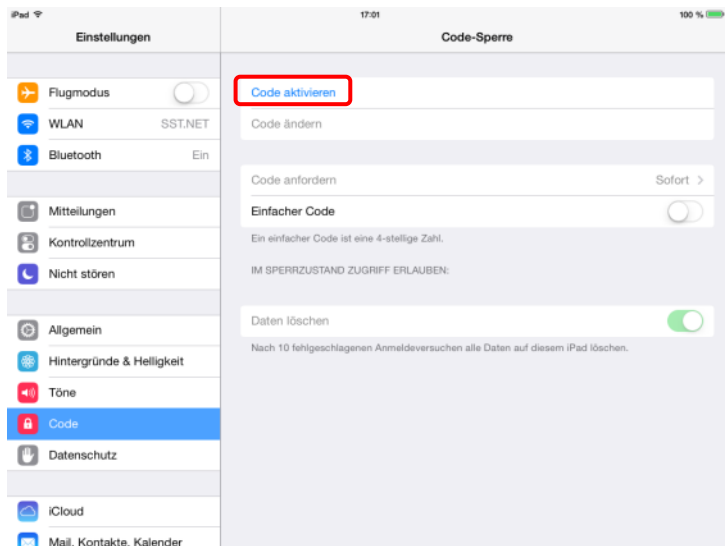 iPad 17:01 100 %
Einstellungen
Code-Sperre
Flugmodus
WLAN SST.NET
Bluetooth Ein
Mitteilungen
Kontrollzentrum
Nicht stören
Allgemein
Hintergründe & Helligkeit
Töne
Code
Datenschutz
iCloud
Mail, Kontakte, Kalender
Code aktivieren
Code ändern
Code anfordern Sofort
Einfacher Code
Ein einfacher Code ist eine 4-stellige Zahl.
IM SPERRZUSTAND ZUGRIFF ERLAUBEN:
Daten löschen
Nach 10 fehlgeschlagenen Anmeldeversuchen alle Daten auf diesem iPad löschen.